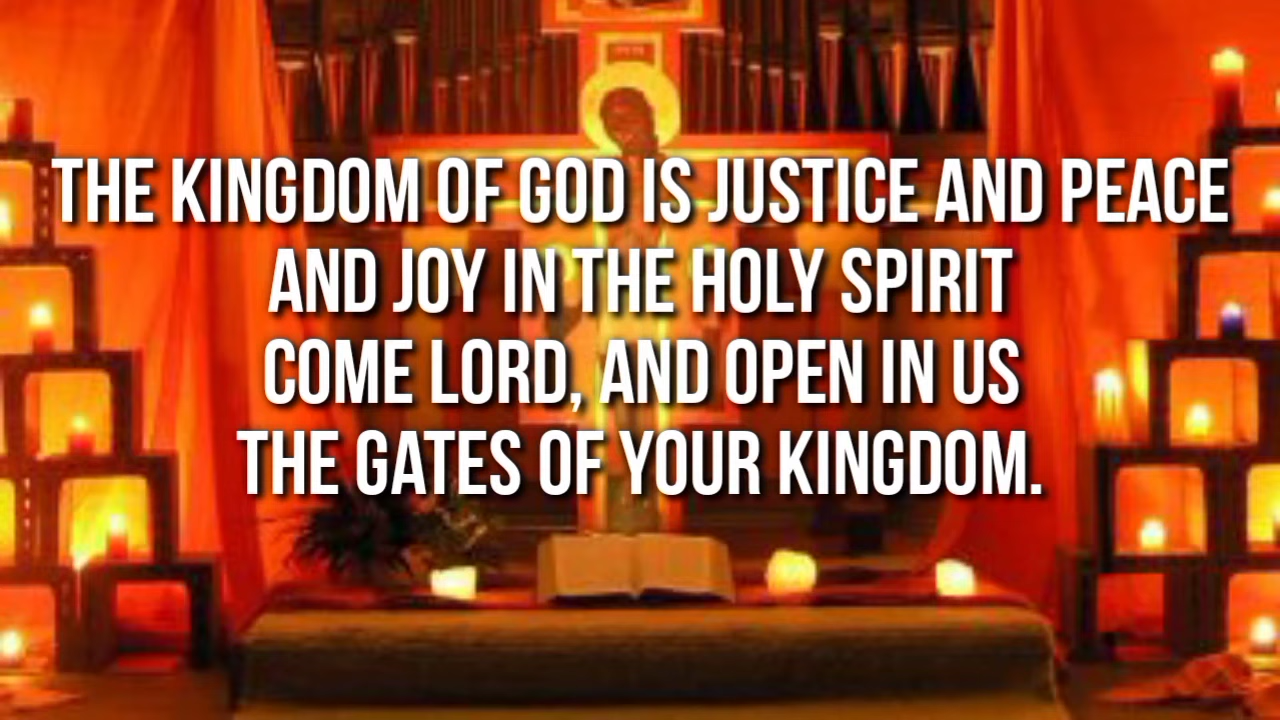 THE KINGDOM OF GOD IS JUSTICE AND PEACE
AND JOY IN THE HOLY SPIRIT
COME LORD, AND OPEN IN US
THE GATES OF YOUR KINGDOM.